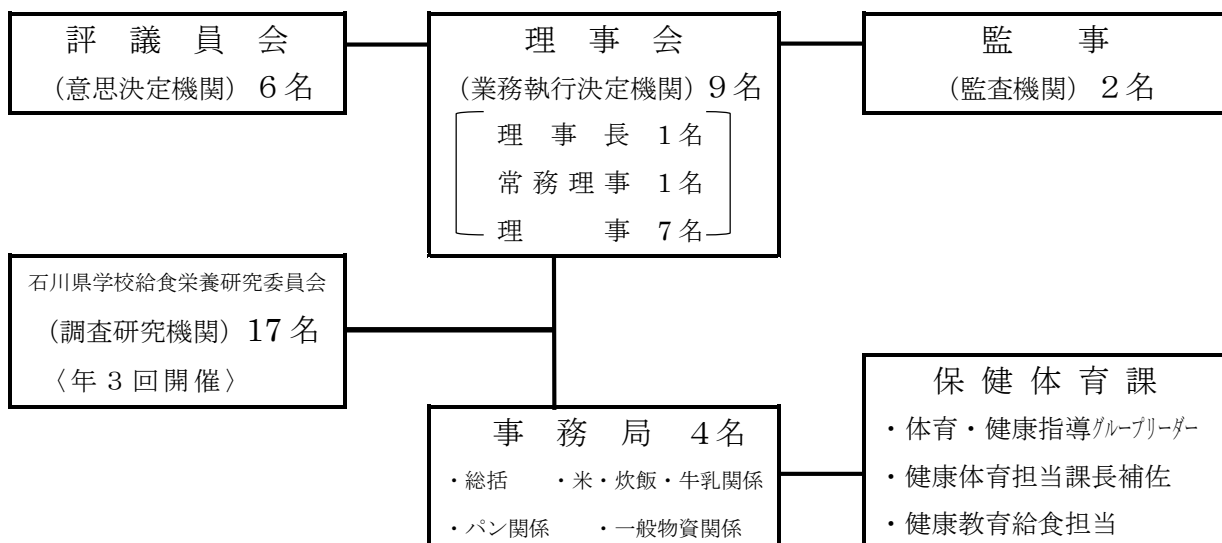 評議員会
(意思決定機関) 6名
理事会
(業務執行決定機関) 9名
理事長 1名
常務理事 1名
理事 7名
監事
(監査機関) 2名
石川県学校給食栄養研究委員会
(調査研究機関) 17名
〈年3回開催〉
事務局 4名
・総括 ・米・炊飯・牛乳関係
・パン関係 ・一般物資関係
保健体育課
・体育・健康指導グループリーダー
・健康体育担当課長補佐
・健康教育給食担当